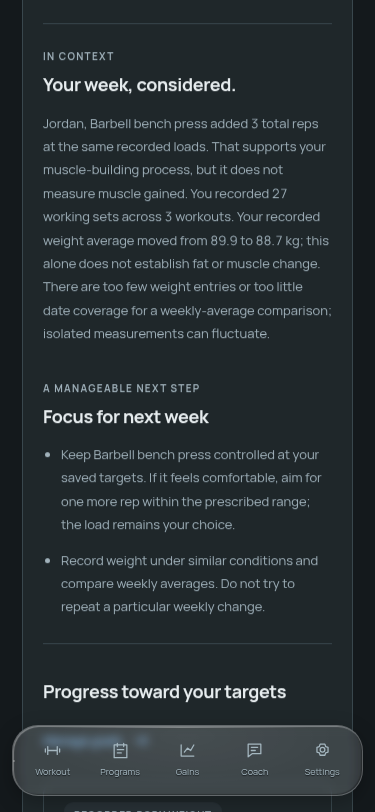 IN CONTEXT
Your week, considered.
Jordan, Barbell bench press added 3 total reps
at the same recorded loads. That supports your
muscle-building process, but it does not
measure muscle gained. You recorded 27
working sets across 3 workouts. Your recorded
weight average moved from 89.9 to 88.7 kg; this
alone does not establish fat or muscle change.
There are too few weight entries or too little
date coverage for a weekly-average comparison;
isolated measurements can fluctuate.
A MANAGEABLE NEXT STEP
Focus for next week
Keep Barbell bench press controlled at your
saved targets. If it feels comfortable, aim for
one more rep within the prescribed range;
the load remains your choice.
Record weight under similar conditions and
compare weekly averages. Do not try to
repeat a particular weekly change.
Progress toward your targets
Workout
Programs
Gains
Coach
Settings